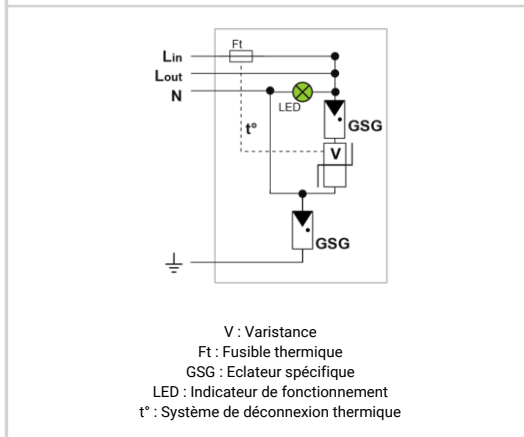 Ft
Lin
Lout
N
LED
GSG
t°
V
GSG
V : Varistance
Ft : Fusible thermique
GSG : Eclateur spécifique
LED : Indicateur de fonctionnement
t° : Système de déconnexion thermique